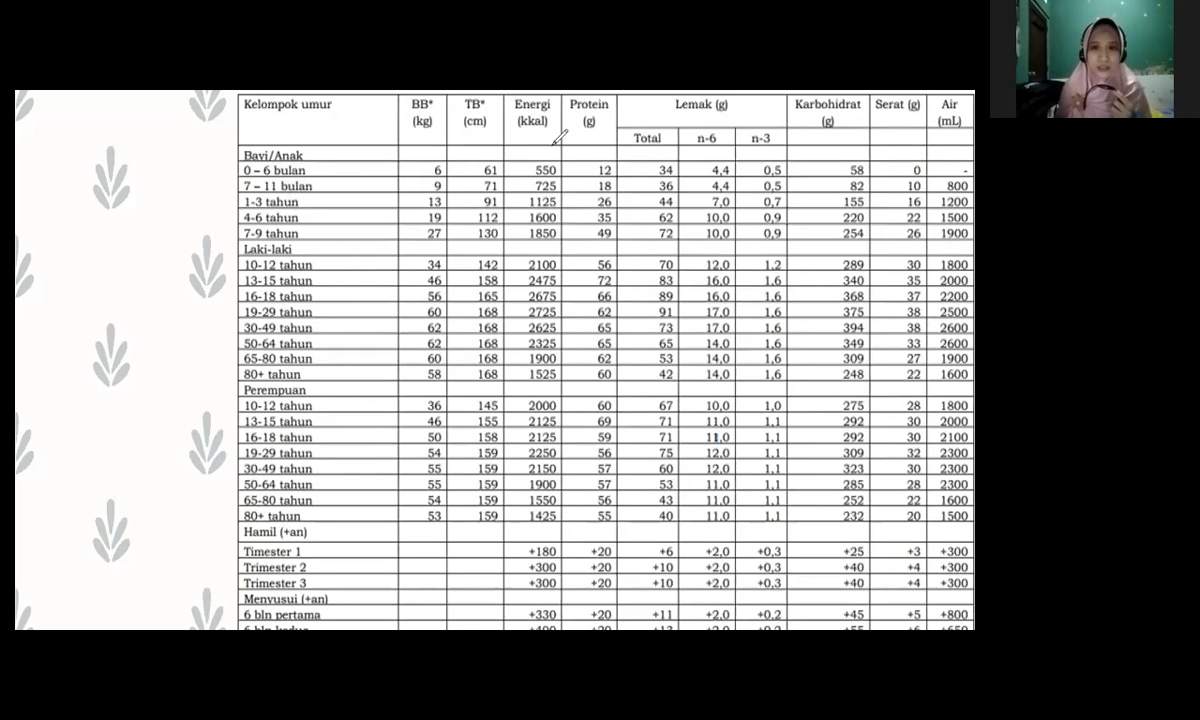 Kelompok umur BB* TB* Energi Protein Lemak (g) Karbohidrat Serat (g) Air
(kg) (cm) (kkal) (g) (g) (mL)
Total n-6 n-3
Bayi/Anak
0 – 6 bulan 6 61 550 12 34 4,4 0,5 58 0 -
7 – 11 bulan 9 71 725 18 36 4,4 0,5 82 10 800
1-3 tahun 13 91 1125 26 44 7,0 0,7 155 16 1200
4-6 tahun 19 112 1600 35 62 10,0 0,9 220 22 1500
7-9 tahun 27 130 1850 49 72 10,0 0,9 254 26 1900
Laki-laki
10-12 tahun 34 142 2100 56 70 12,0 1,2 289 30 1800
13-15 tahun 46 158 2475 72 83 16,0 1,6 340 35 2000
16-18 tahun 56 165 2675 66 89 16,0 1,6 368 37 2200
19-29 tahun 60 168 2725 62 91 17,0 1,6 375 38 2500
30-49 tahun 62 168 2625 65 73 17,0 1,6 394 38 2600
50-64 tahun 62 168 2325 65 65 14,0 1,6 349 33 2600
65-80 tahun 60 168 1900 62 53 14,0 1,6 309 27 1900
80+ tahun 58 168 1525 60 42 14,0 1,6 248 22 1600
Perempuan
10-12 tahun 36 145 2000 60 67 10,0 1,0 275 28 1800
13-15 tahun 46 155 2125 69 71 11,0 1,1 292 30 2000
16-18 tahun 50 158 2125 59 71 11,0 1,1 292 30 2100
19-29 tahun 54 159 2250 56 75 12,0 1,1 309 32 2300
30-49 tahun 55 159 2150 57 60 12,0 1,1 323 30 2300
50-64 tahun 55 159 1900 57 53 11,0 1,1 285 28 2300
65-80 tahun 54 159 1550 56 43 11,0 1,1 252 22 1600
80+ tahun 53 159 1425 55 40 11,0 1,1 232 20 1500
Hamil (+an)
Timester 1 +180 +20 +6 +2,0 +0,3 +25 +3 +300
Trimester 2 +300 +20 +10 +2,0 +0,3 +40 +4 +300
Trimester 3 +300 +20 +10 +2,0 +0,3 +40 +4 +300
Menyusui (+an)
6 bln pertama +330 +20 +11 +2,0 +0,2 +45 +5 +800